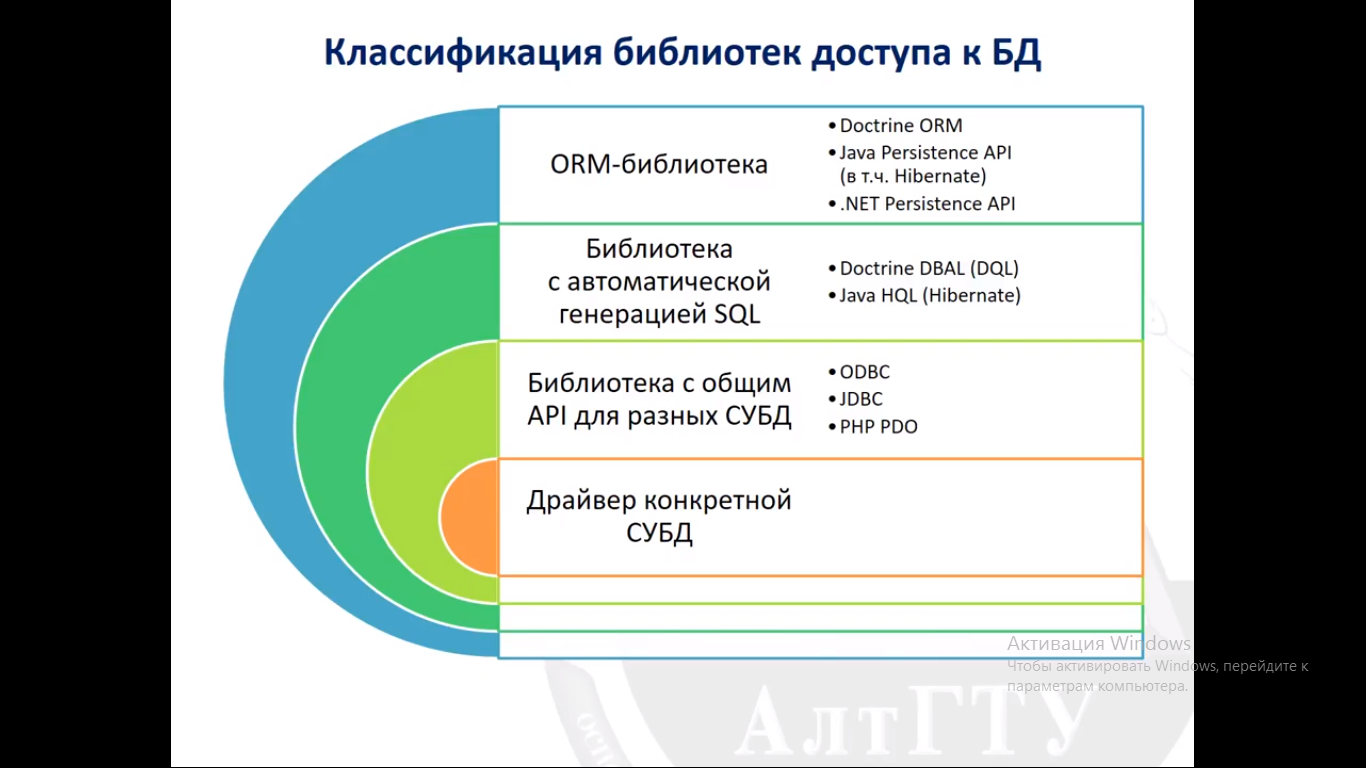 Классификация библиотек доступа к БД
ORM-библиотека
• Doctrine ORM
• Java Persistence API
(в т.ч. Hibernate)
• .NET Persistence API
Библиотека
с автоматической
генерацией SQL
• Doctrine DBAL (DQL)
• Java HQL (Hibernate)
Библиотека с общим
API для разных СУБД
• ODBC
• JDBC
• PHP PDO
Драйвер конкретной
СУБД
Активация Windows
Чтобы активировать Windows, перейдите к
параметрам компьютера.
АлтГТУ